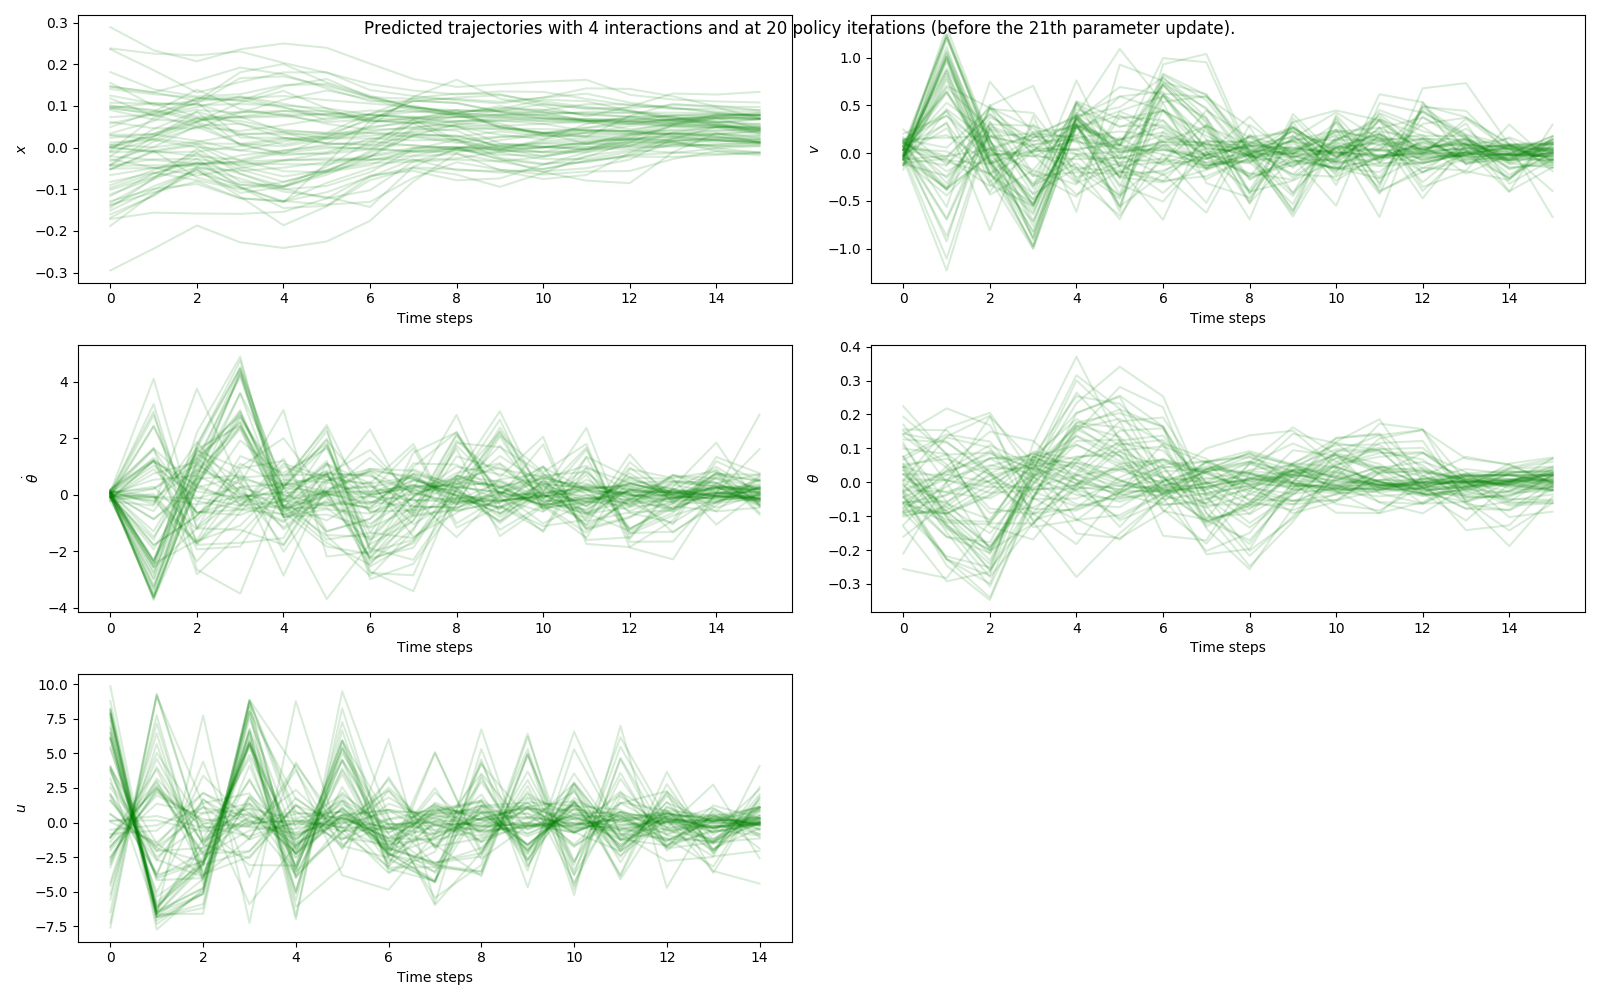 Predicted trajectories with 4 interactions and at 20 policy iterations (before the 21th parameter update).
0.3
0.2
0.1
0.0
−0.1
−0.2
−0.3
x
0 2 4 6 8 10 12 14
Time steps
1.0
0.5
0.0
−0.5
−1.0
v
0 2 4 6 8 10 12 14
Time steps
4
2
0
−2
−4
θ̇
0 2 4 6 8 10 12 14
Time steps
0.4
0.3
0.2
0.1
0.0
−0.1
−0.2
−0.3
θ
0 2 4 6 8 10 12 14
Time steps
10.0
7.5
5.0
2.5
0.0
−2.5
−5.0
−7.5
u
0 2 4 6 8 10 12 14
Time steps